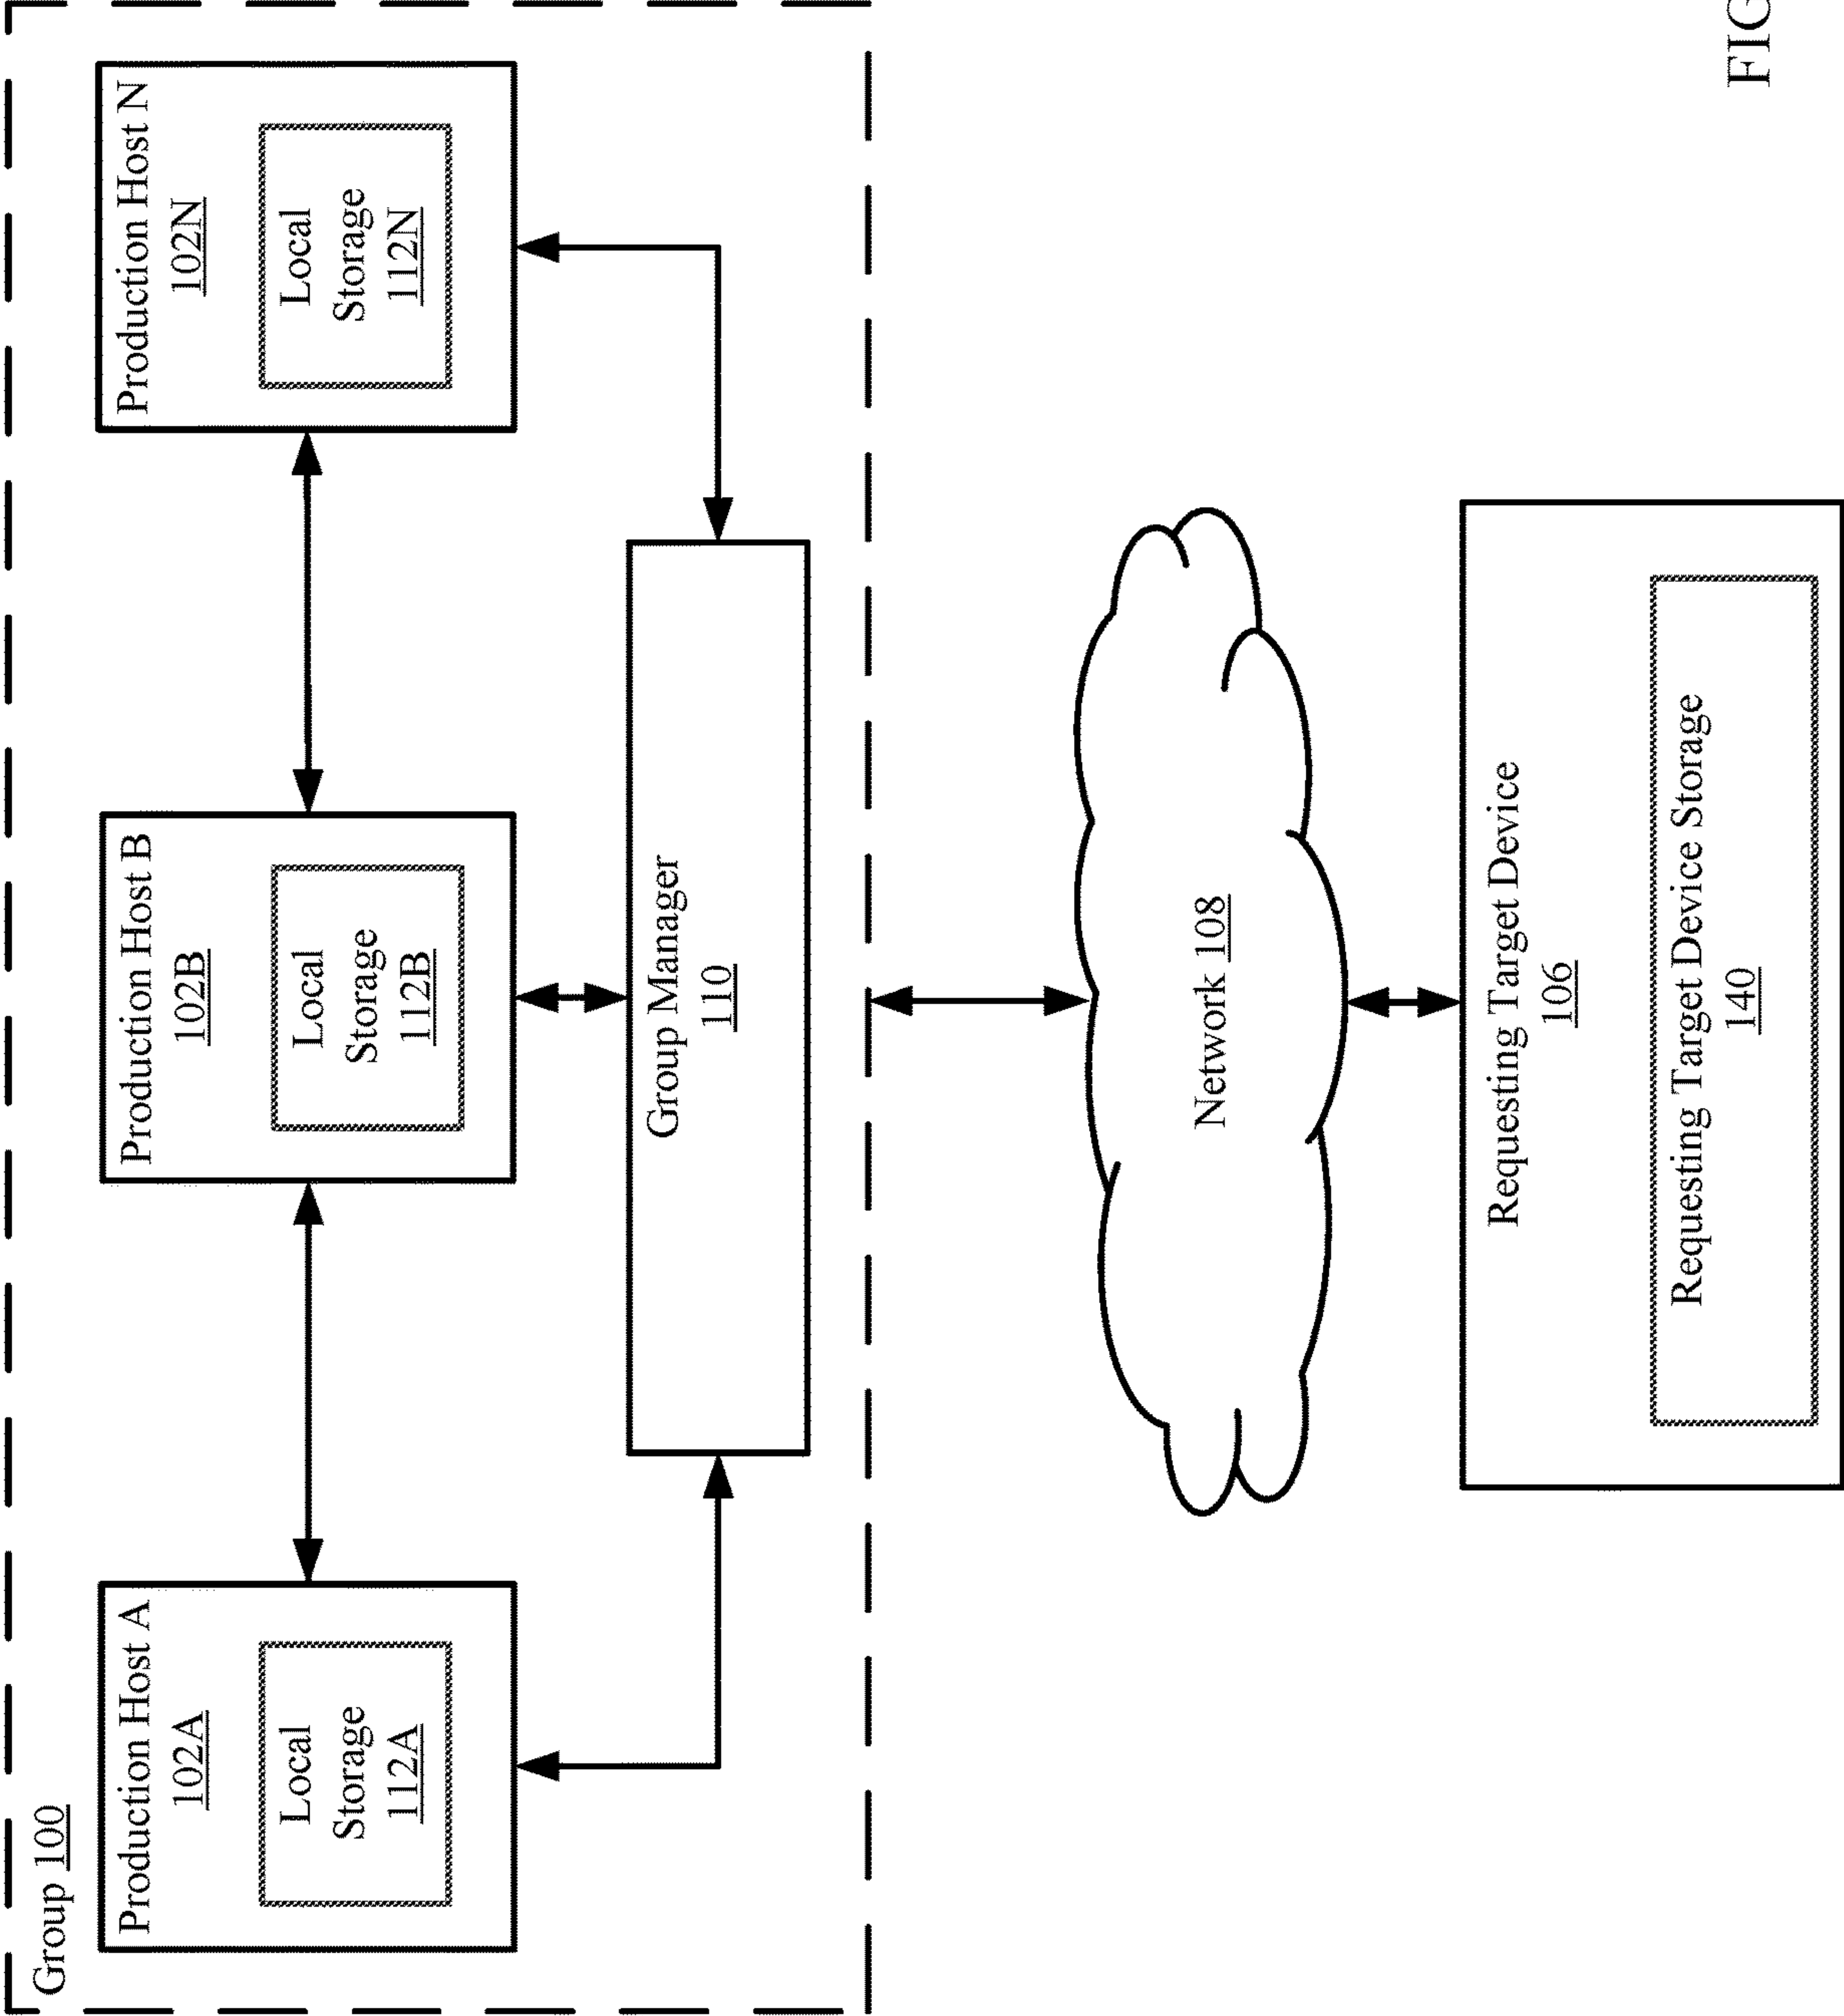 Group 100
Production Host A
102A
Local
Storage
112A
Production Host B
102B
Local
Storage
112B
Production Host N
102N
Local
Storage
112N
Group Manager
110
Network 108
Requesting Target Device
106
Requesting Target Device Storage
140
FIG